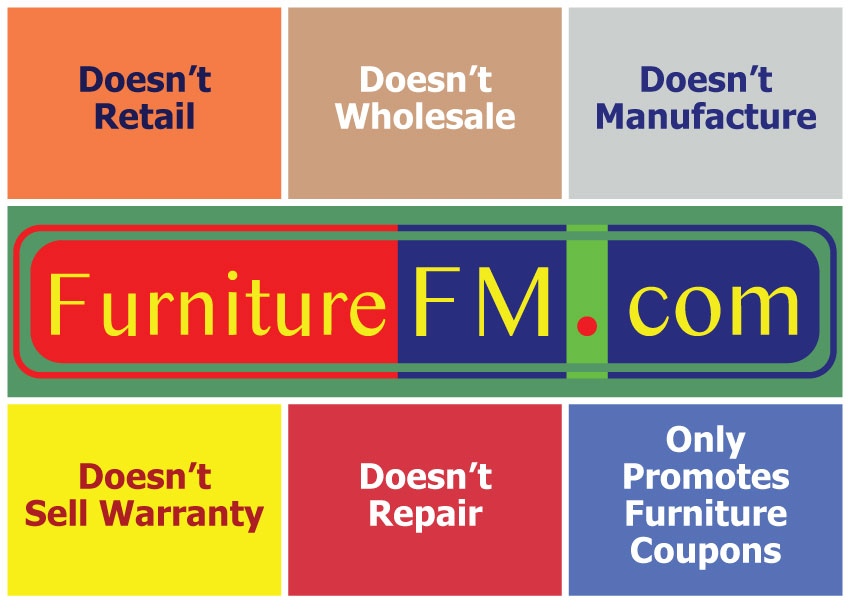 Doesn’t
Retail
Doesn’t
Wholesale
Doesn’t
Manufacture
FurnitureFM.com
Doesn’t
Sell Warranty
Doesn’t
Repair
Only
Promotes
Furniture
Coupons